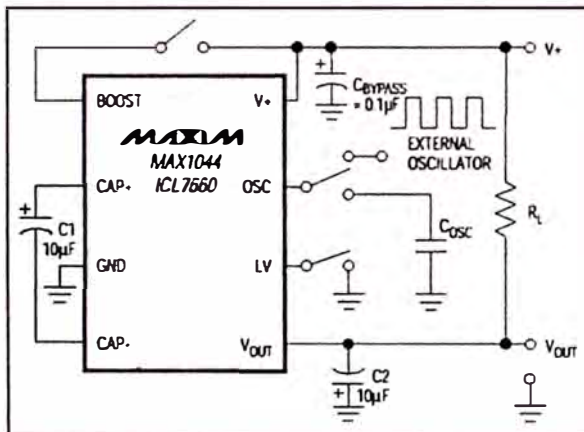 V+
BOOST
V+
CBYPASS
= 0.1µF
MAXIM
MAX1044
ICL7660
EXTERNAL
OSCILLATOR
CAP+
OSC
+
C1
10µF
COSC
RL
GND
LV
CAP-
VOUT
VOUT
C2
10µF
+
+